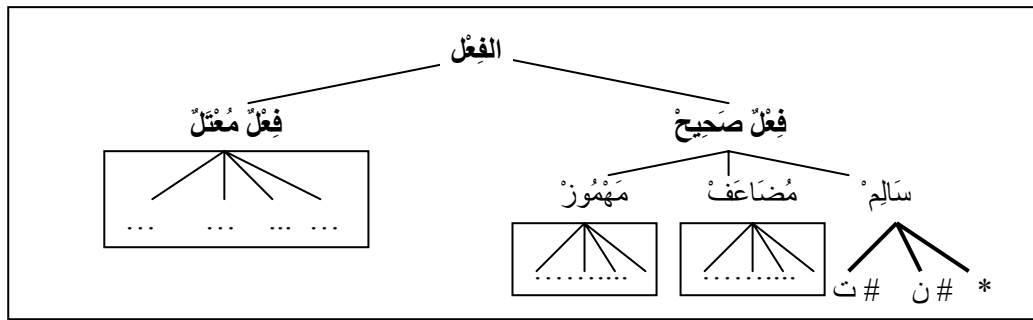 الفِعْل
فِعْلٌ صَحِيحْ فِعْلٌ مُعْتَلٌ
سَالِمْ مُضَاعَفْ مَهْمُوزْ
... ... ... ...
......... .........
* # ن # ت